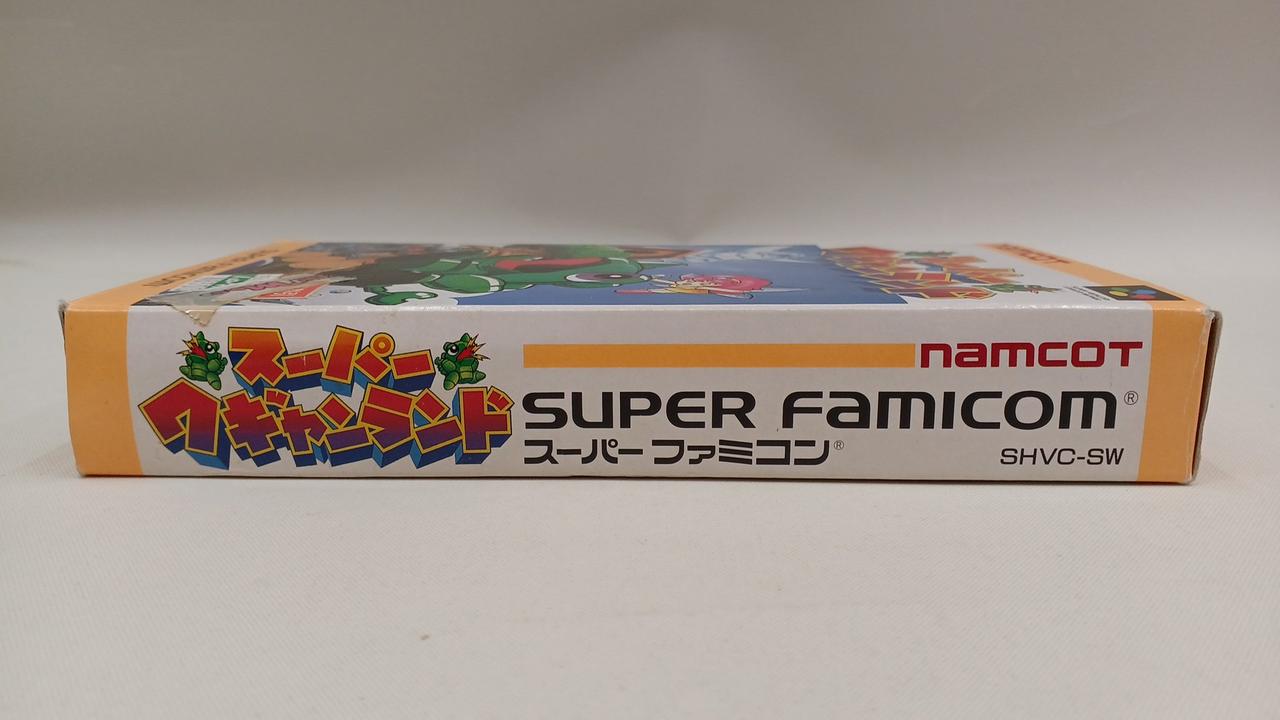 スーパー
ワギャンランド
namcot
SUPER Famicom®
スーパー ファミコン®
SHVC-SW